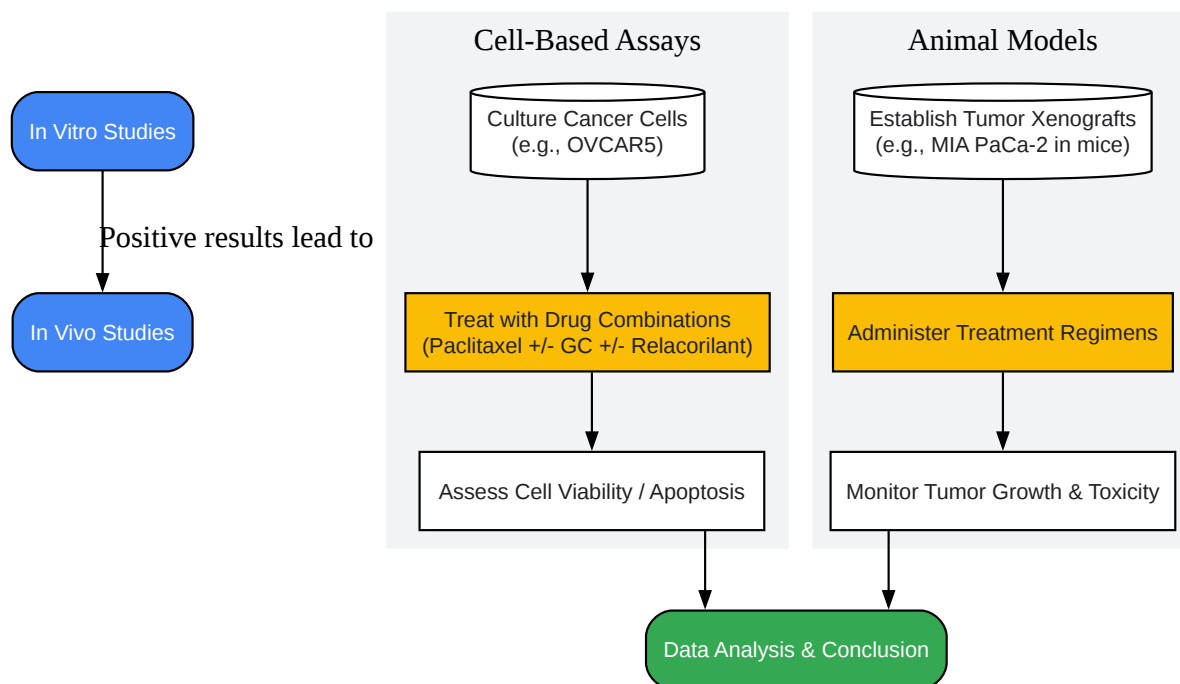 In Vitro Studies
Positive results lead to
In Vivo Studies
Cell-Based Assays
Culture Cancer Cells
(e.g., OVCAR5)
Treat with Drug Combinations
(Paclitaxel +/- GC +/- Relacorilant)
Assess Cell Viability / Apoptosis
Animal Models
Establish Tumor Xenografts
(e.g., MIA PaCa-2 in mice)
Administer Treatment Regimens
Monitor Tumor Growth & Toxicity
Data Analysis & Conclusion